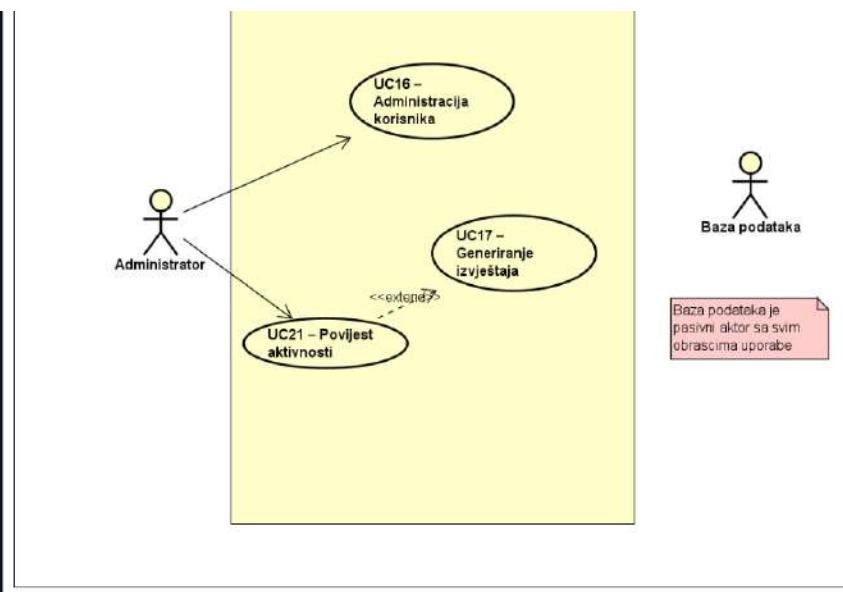 UC16 –
Administracija
korisnika
Administrator
Baza podataka
UC17 –
Generiranje
izvještaja
<<extend>>
UC21 – Povijest
aktivnosti
Baza podataka je
pasivni aktor sa svim
obrascima uporabe